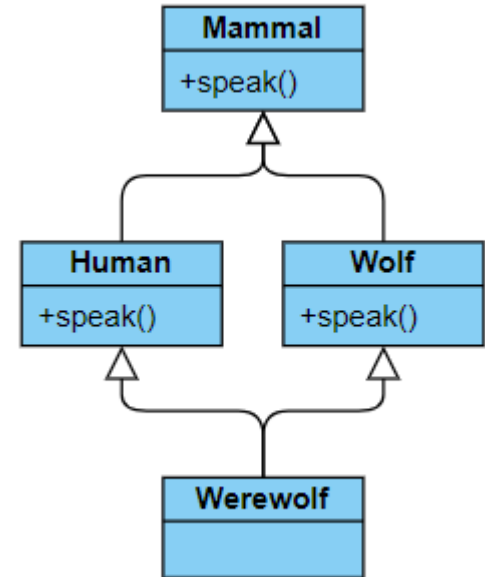 Mammal
+speak()
Human
+speak()
Wolf
+speak()
Werewolf